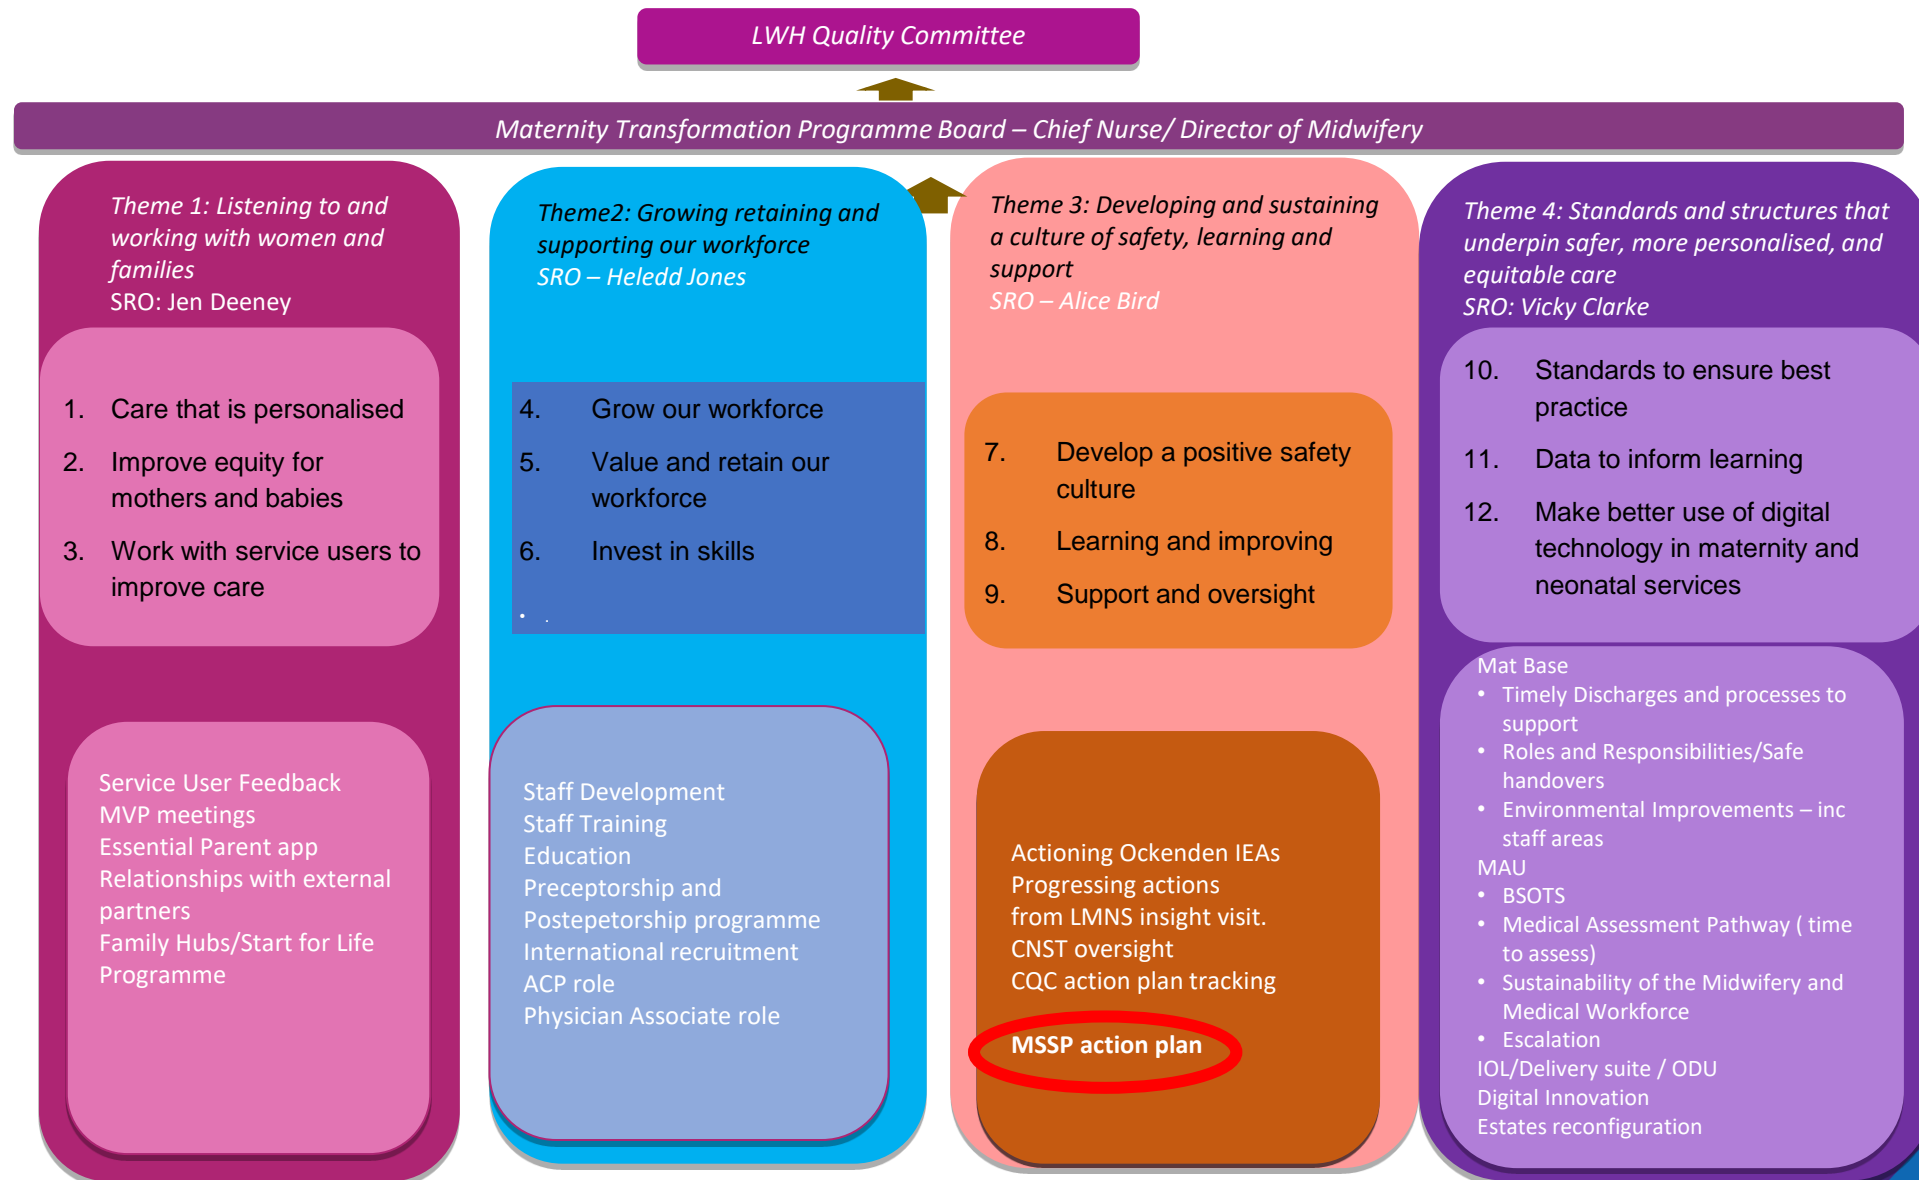 LWH Quality Committee
Maternity Transformation Programme Board – Chief Nurse/ Director of Midwifery
Theme 1: Listening to and
working with women and
families
SRO: Jen Deeney
1. Care that is personalised
2. Improve equity for
mothers and babies
3. Work with service users to
improve care
Service User Feedback
MVP meetings
Essential Parent app
Relationships with external
partners
Family Hubs/Start for Life
Programme
Theme2: Growing retaining and
supporting our workforce
SRO – Heledd Jones
4. Grow our workforce
5. Value and retain our
workforce
6. Invest in skills
• .
Staff Development
Staff Training
Education
Preceptorship and
Postepetorship programme
International recruitment
ACP role
Physician Associate role
Theme 3: Developing and sustaining
a culture of safety, learning and
support
SRO – Alice Bird
7. Develop a positive safety
culture
8. Learning and improving
9. Support and oversight
Actioning Ockenden IEAs
Progressing actions
from LMNS insight visit.
CNST oversight
CQC action plan tracking
MSSP action plan
Theme 4: Standards and structures that
underpin safer, more personalised, and
equitable care
SRO: Vicky Clarke
10. Standards to ensure best
practice
11. Data to inform learning
12. Make better use of digital
technology in maternity and
neonatal services
Mat Base
• Timely Discharges and processes to
support
• Roles and Responsibilities/Safe
handovers
• Environmental Improvements – inc
staff areas
MAU
• BSOTS
• Medical Assessment Pathway ( time
to assess)
• Sustainability of the Midwifery and
Medical Workforce
• Escalation
IOL/Delivery suite / ODU
Digital Innovation
Estates reconfiguration